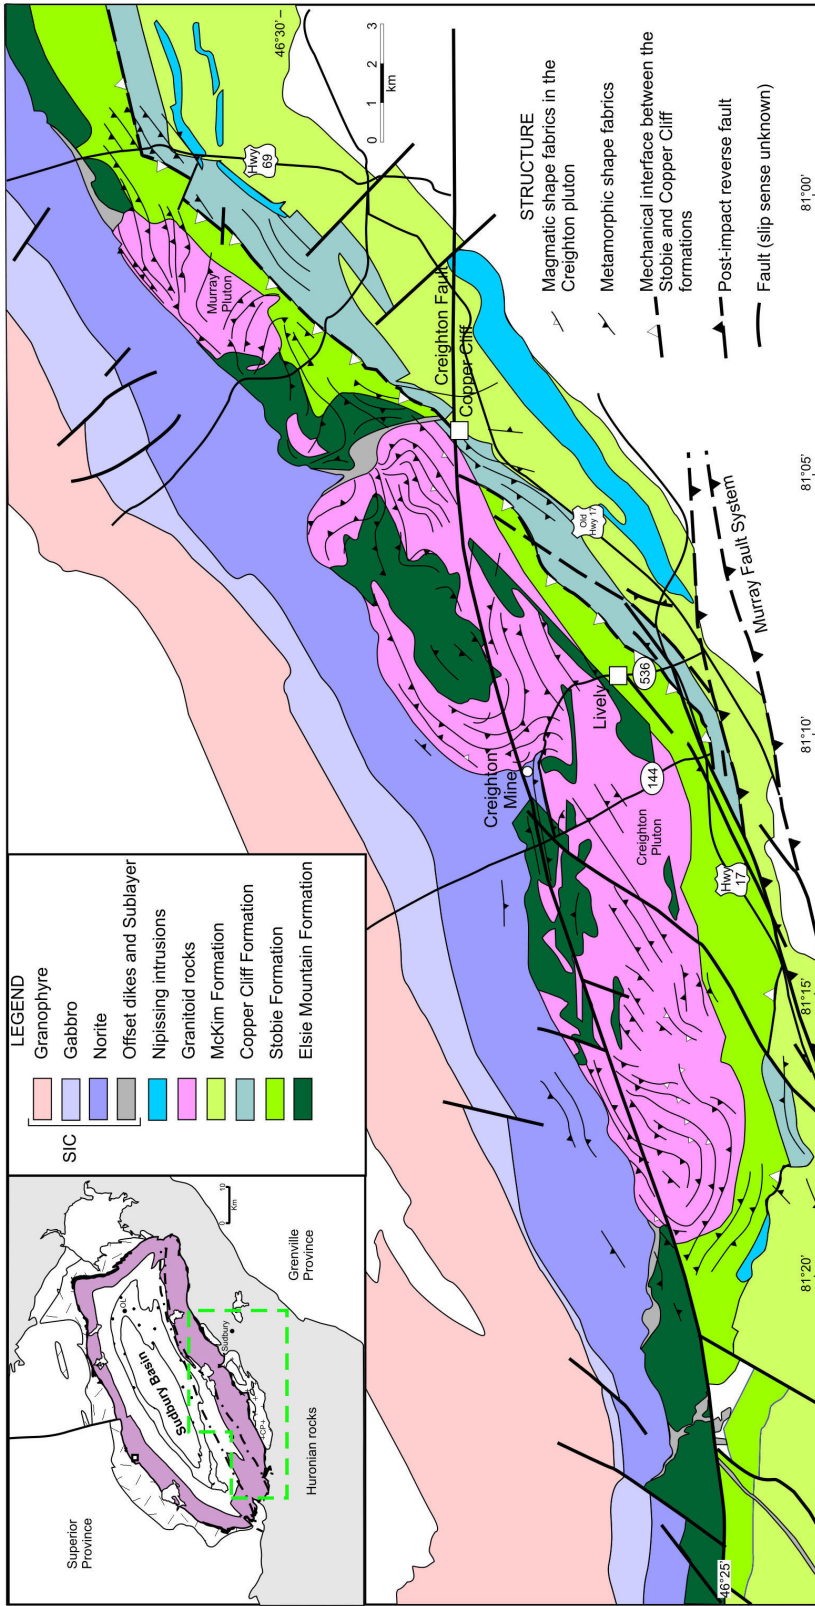 Superior
Province
Sudbury Basin
OL
Sudbury
CP
Huronian rocks
Grenville
Province
0 10
Km
LEGEND
SIC
Granophyre
Gabbro
Norite
Offset dikes and Sublayer
Nipissing intrusions
Granitoid rocks
McKim Formation
Copper Cliff Formation
Stobie Formation
Elsie Mountain Formation
46°30'
0 1 2 3
km
Hwy
69
Murray
Pluton
Creighton Fault
Copper Cliff
Old
Hwy 17
Murray Fault System
Creighton
Mine
Lively
536
144
Creighton
Pluton
Hwy
17
STRUCTURE
Magmatic shape fabrics in the
Creighton pluton
Metamorphic shape fabrics
Mechanical interface between the
Stobie and Copper Cliff
formations
Post-impact reverse fault
Fault (slip sense unknown)
46°25'
81°20'
81°15'
81°10'
81°05'
81°00'